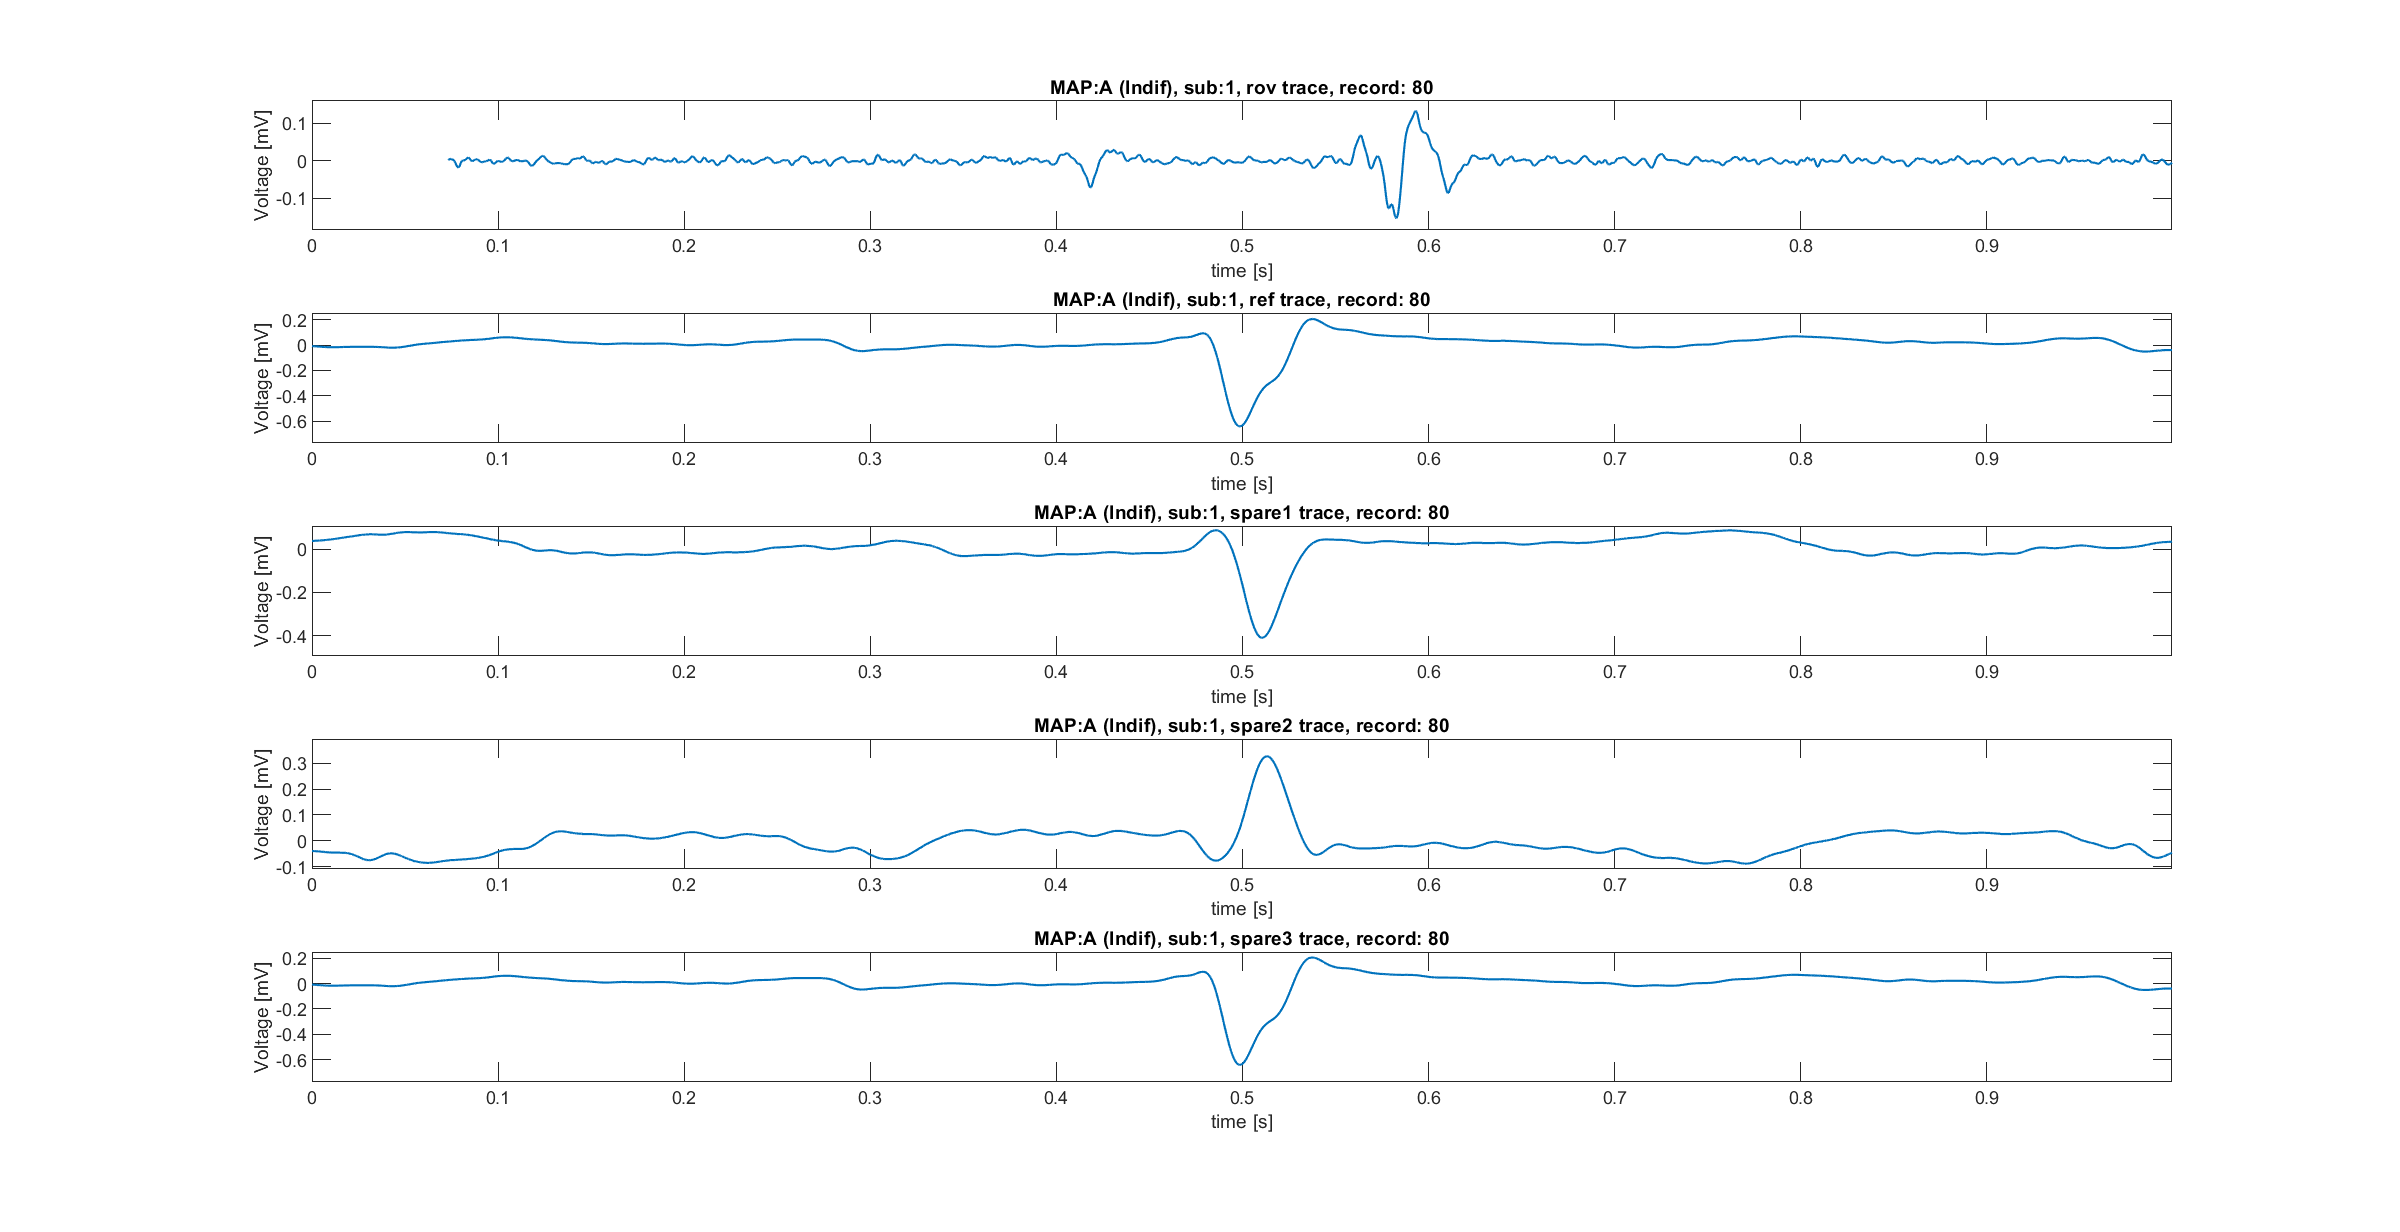 MAP:A (Indif), sub:1, rov trace, record: 80
Voltage [mV]
0.1
0
-0.1
0 0.1 0.2 0.3 0.4 0.5 0.6 0.7 0.8 0.9
time [s]
MAP:A (Indif), sub:1, ref trace, record: 80
Voltage [mV]
0.2
0
-0.2
-0.4
-0.6
0 0.1 0.2 0.3 0.4 0.5 0.6 0.7 0.8 0.9
time [s]
MAP:A (Indif), sub:1, spare1 trace, record: 80
Voltage [mV]
0
-0.2
-0.4
0 0.1 0.2 0.3 0.4 0.5 0.6 0.7 0.8 0.9
time [s]
MAP:A (Indif), sub:1, spare2 trace, record: 80
Voltage [mV]
0.3
0.2
0.1
0
-0.1
0 0.1 0.2 0.3 0.4 0.5 0.6 0.7 0.8 0.9
time [s]
MAP:A (Indif), sub:1, spare3 trace, record: 80
Voltage [mV]
0.2
0
-0.2
-0.4
-0.6
0 0.1 0.2 0.3 0.4 0.5 0.6 0.7 0.8 0.9
time [s]